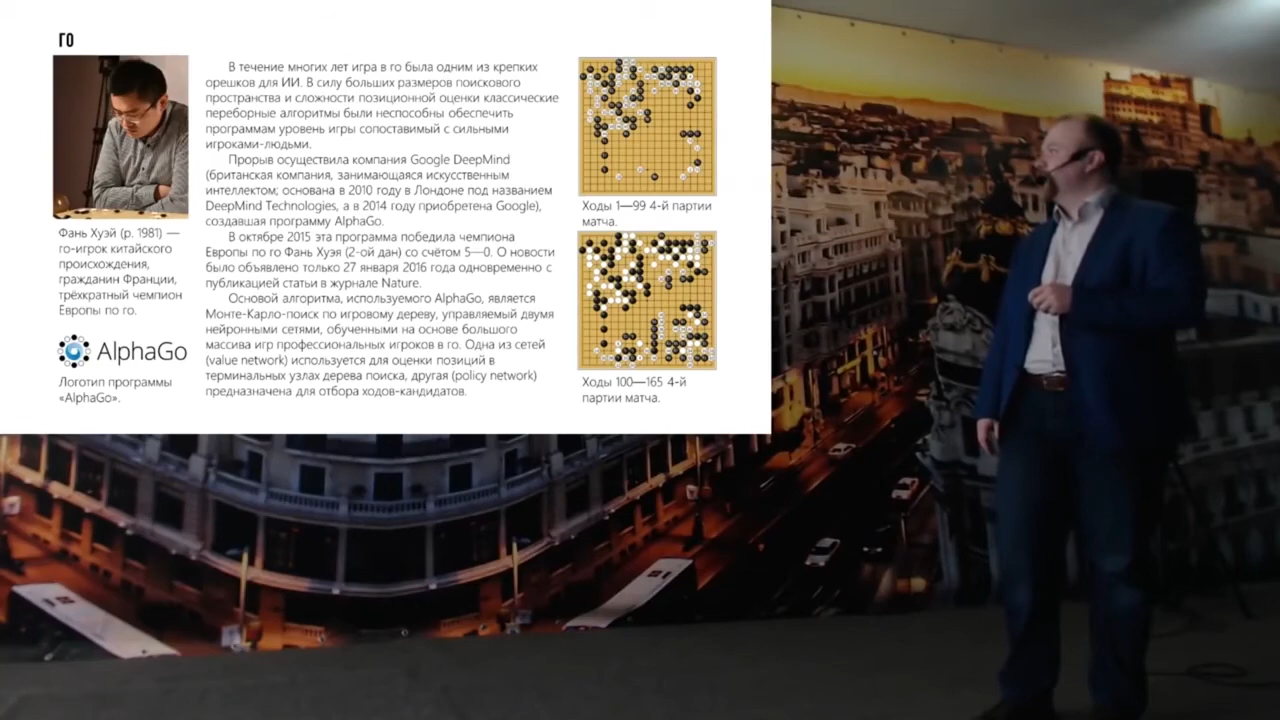 ГО
Фань Хуэй (р. 1981) —
го-игрок китайского
происхождения,
гражданин Франции,
трёхкратный чемпион
Европы по го.
AlphaGo
Логотип программы
«AlphaGo».
В течение многих лет игра в го была одним из крепких
орешков для ИИ. В силу больших размеров поискового
пространства и сложности позиционной оценки классические
переборные алгоритмы были неспособны обеспечить
программам уровень игры сопоставимый с сильными
игроками-людьми.
Прорыв осуществила компания Google DeepMind
(британская компания, занимающаяся искусственным
интеллектом; основана в 2010 году в Лондоне под названием
DeepMind Technologies, а в 2014 году приобретена Google),
создавшая программу AlphaGo.
В октябре 2015 эта программа победила чемпиона
Европы по го Фань Хуэя (2-ой дан) со счётом 5—0. О новости
было объявлено только 27 января 2016 года одновременно с
публикацией статьи в журнале Nature.
Основой алгоритма, используемого AlphaGo, является
Монте-Карло-поиск по игровому дереву, управляемый двумя
нейронными сетями, обученными на основе большого
массива игр профессиональных игроков в го. Одна из сетей
(value network) используется для оценки позиций в
терминальных узлах дерева поиска, другая (policy network)
предназначена для отбора ходов-кандидатов.
Ходы 1—99 4-й партии
матча.
Ходы 100—165 4-й
партии матча.